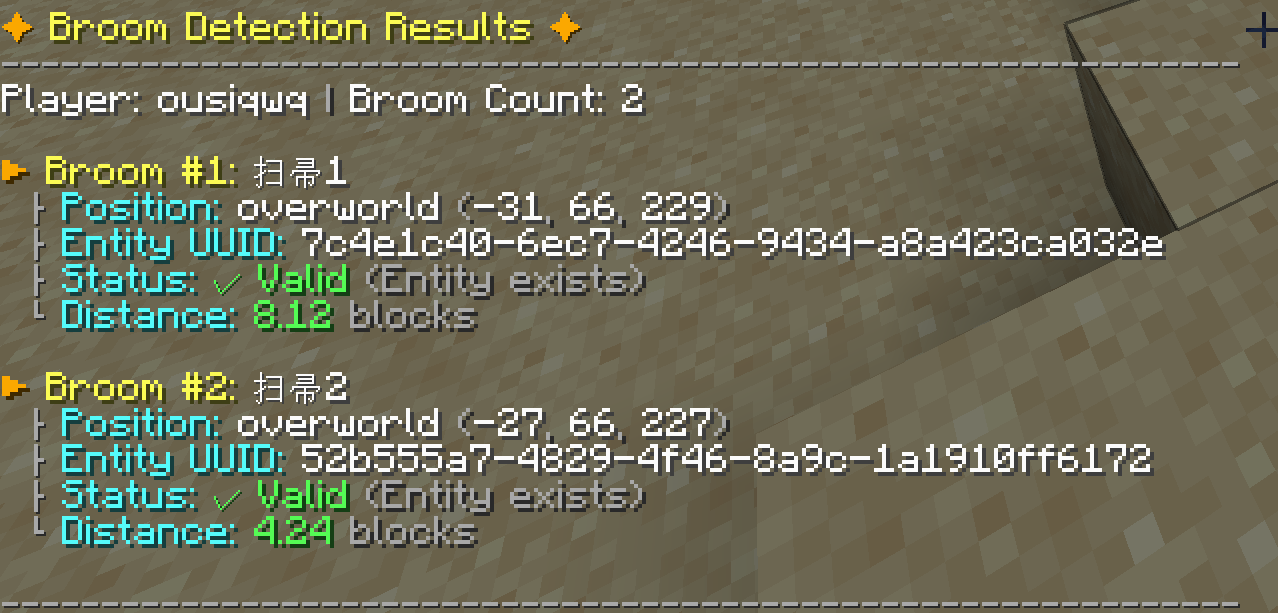 ✦ Broom Detection Results ✦
Player: ousiqwq | Broom Count: 2
▶ Broom #1: 扫帚1
├ Position: overworld (-31, 66, 229)
├ Entity UUID: 7c4e1c40-6ec7-4246-9434-a8a423ca032e
├ Status: ✓ Valid (Entity exists)
└ Distance: 8.12 blocks
▶ Broom #2: 扫帚2
├ Position: overworld (-27, 66, 227)
├ Entity UUID: 52b555a7-4829-4f46-8a9c-1a1910ff6172
├ Status: ✓ Valid (Entity exists)
└ Distance: 4.24 blocks